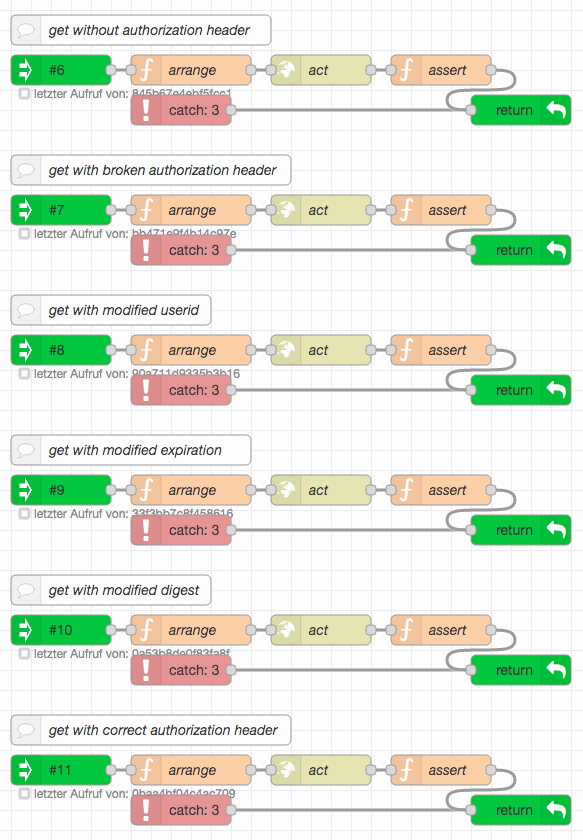 get without authorization header
#6 arrange act assert
letzter Aufruf von: 845b67e4ebf5fcc1
catch: 3 return
get with broken authorization header
#7 arrange act assert
letzter Aufruf von: bb471e9f4b14c97e
catch: 3 return
get with modified userid
#8 arrange act assert
letzter Aufruf von: 90a711d9335b3b16
catch: 3 return
get with modified expiration
#9 arrange act assert
letzter Aufruf von: 33f3bb7c8f458616
catch: 3 return
get with modified digest
#10 arrange act assert
letzter Aufruf von: 0a53b8de0f83fa8f
catch: 3 return
get with correct authorization header
#11 arrange act assert
letzter Aufruf von: 0baa4bf04c4ac709
catch: 3 return